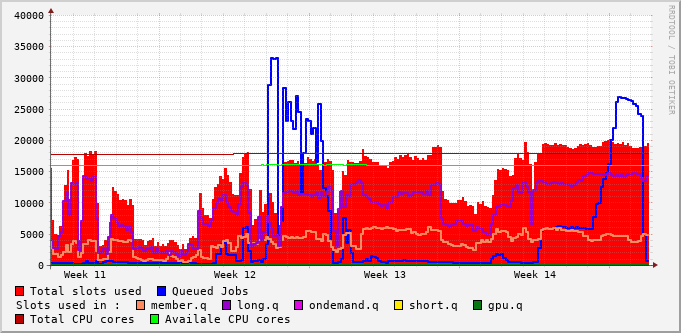 40000
35000
30000
25000
20000
15000
10000
5000
0
Week 11 Week 12 Week 13 Week 14
RRDTOOL / TOBI OETIKER
Total slots used Queued Jobs
Slots used in : member.q long.q ondemand.q short.q gpu.q
Total CPU cores Availale CPU cores